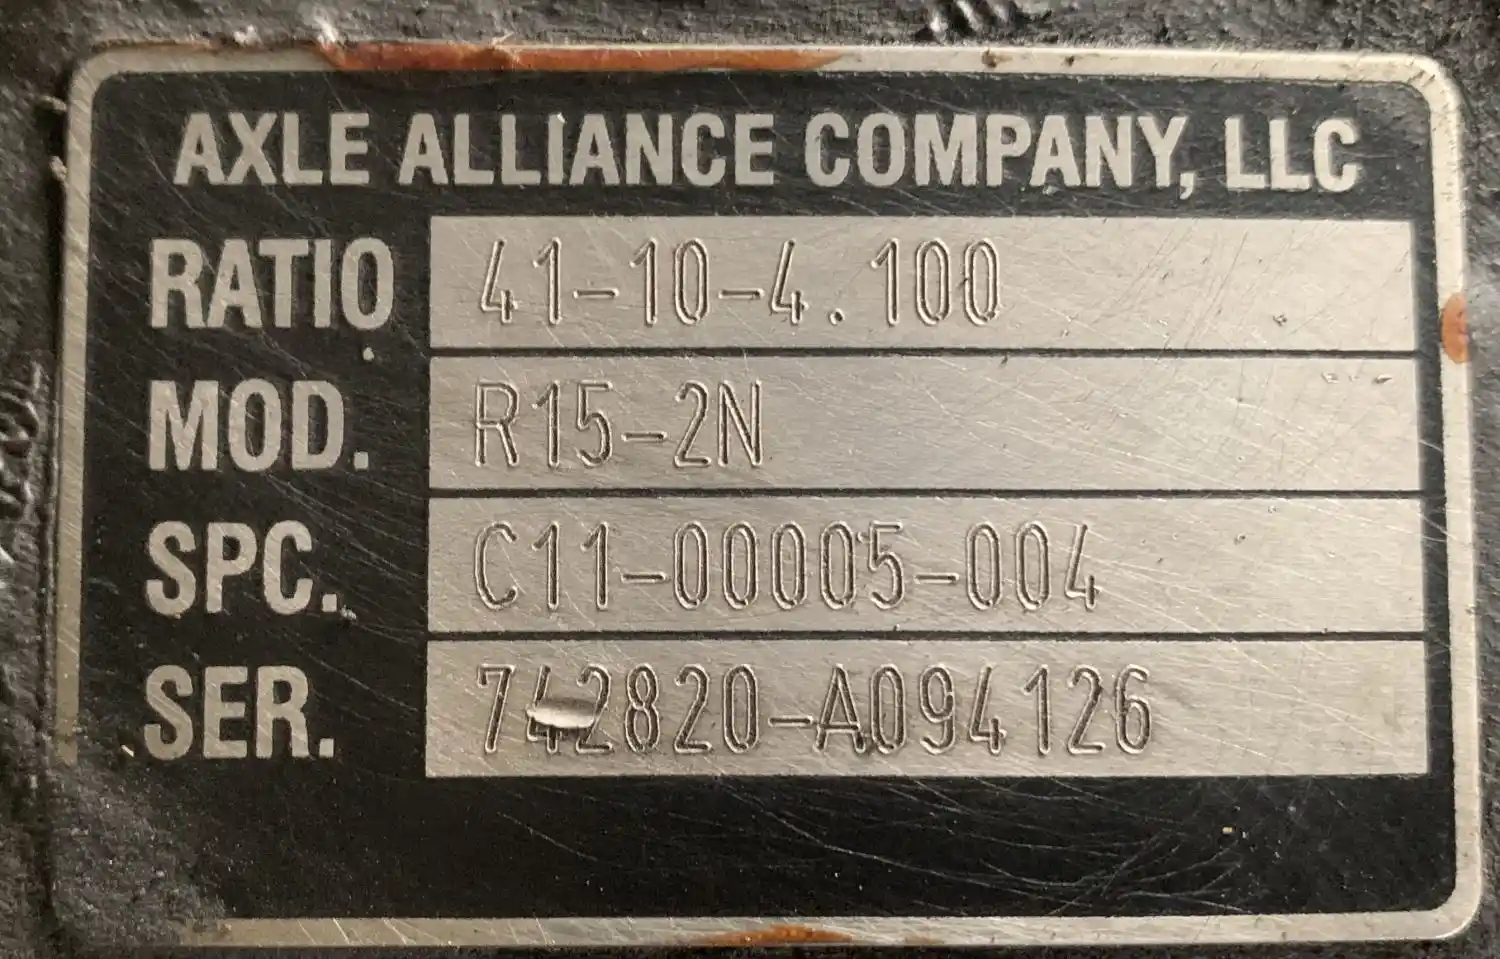 AXLE ALLIANCE COMPANY, LLC
RATIO 41-10-4.100
MOD. R15-2N
SPC. C11-00005-004
SER. 742820-A094126